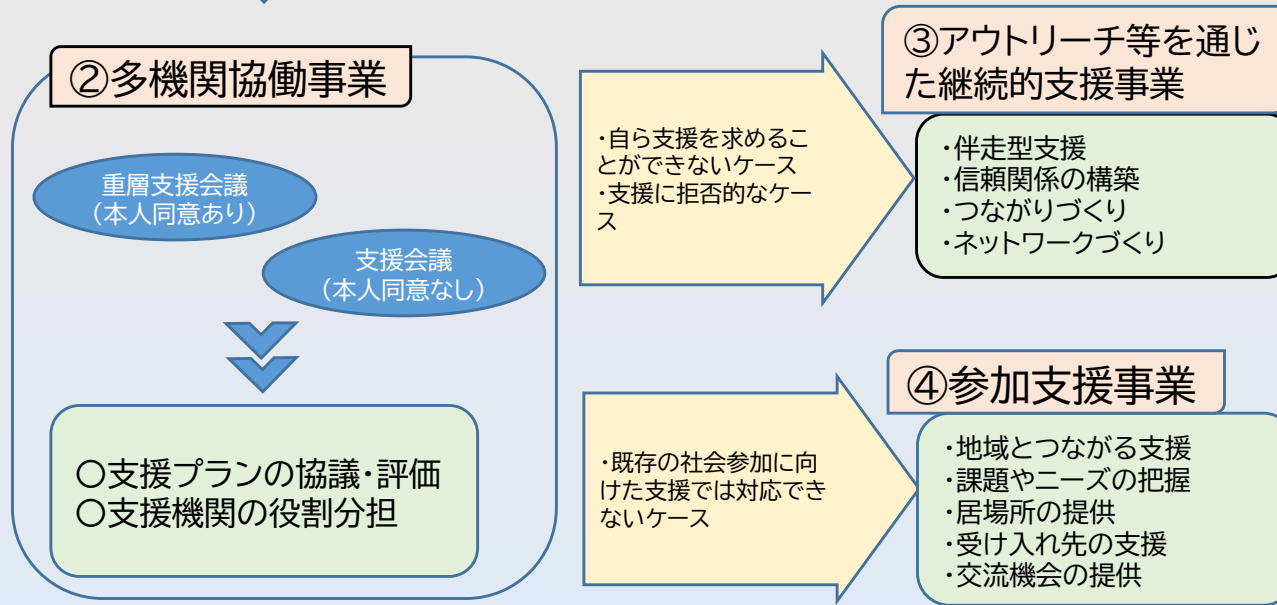 ②多機関協働事業
重層支援会議
(本人同意あり)
支援会議
(本人同意なし)
〇支援プランの協議・評価
〇支援機関の役割分担
・自ら支援を求めるこ
とができないケース
・支援に拒否的なケー
ス
③アウトリーチ等を通じ
た継続的支援事業
・伴走型支援
・信頼関係の構築
・つながりづくり
・ネットワークづくり
・既存の社会参加に向
けた支援では対応でき
ないケース
④参加支援事業
・地域とつながる支援
・課題やニーズの把握
・居場所の提供
・受け入れ先の支援
・交流機会の提供